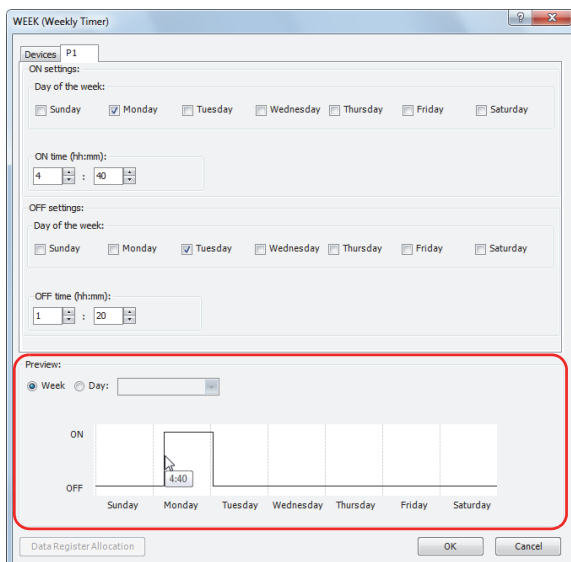 WEEK (Weekly Timer)
Devices P1
ON settings:
Day of the week:
Sunday Monday Tuesday Wednesday Thursday Friday Saturday
ON time (hh:mm):
4 : 40
OFF settings:
Day of the week:
Sunday Monday Tuesday Wednesday Thursday Friday Saturday
OFF time (hh:mm):
1 : 20
Preview:
Week Day:
ON
4:40
OFF
Sunday Monday Tuesday Wednesday Thursday Friday Saturday
Data Register Allocation OK Cancel